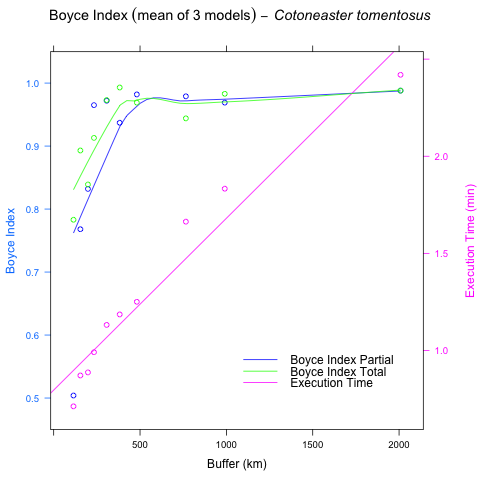 Boyce Index (mean of 3 models) – Cotoneaster tomentosus
1.0
0.9
0.8
0.7
0.6
0.5
Boyce Index
2.0
1.5
1.0
Execution Time (min)
Boyce Index Partial
Boyce Index Total
Execution Time
500
1000
1500
2000
Buffer (km)